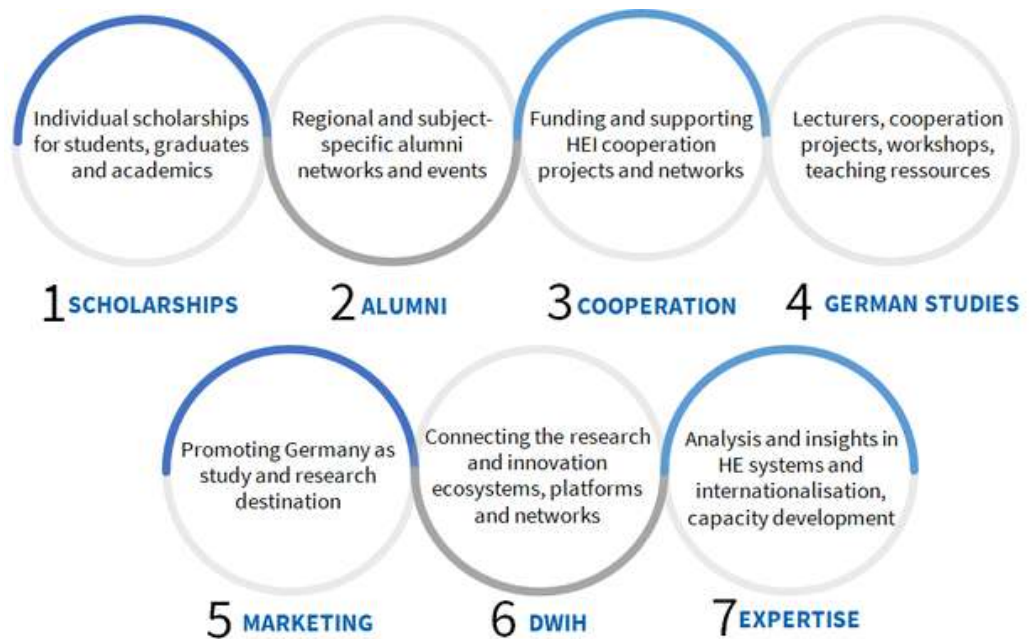 Individual scholarships
for students, graduates
and academics
Regional and subject-
specific alumni
networks and events
Funding and supporting
HEI cooperation
projects and networks
Lecturers, cooperation
projects, workshops,
teaching ressources
1 SCHOLARSHIPS
2 ALUMNI
3 COOPERATION
4 GERMAN STUDIES
Promoting Germany as
study and research
destination
Connecting the research
and innovation
ecosystems, platforms
and networks
Analysis and insights in
HE systems and
internationalisation,
capacity development
5 MARKETING
6 DWIH
7 EXPERTISE